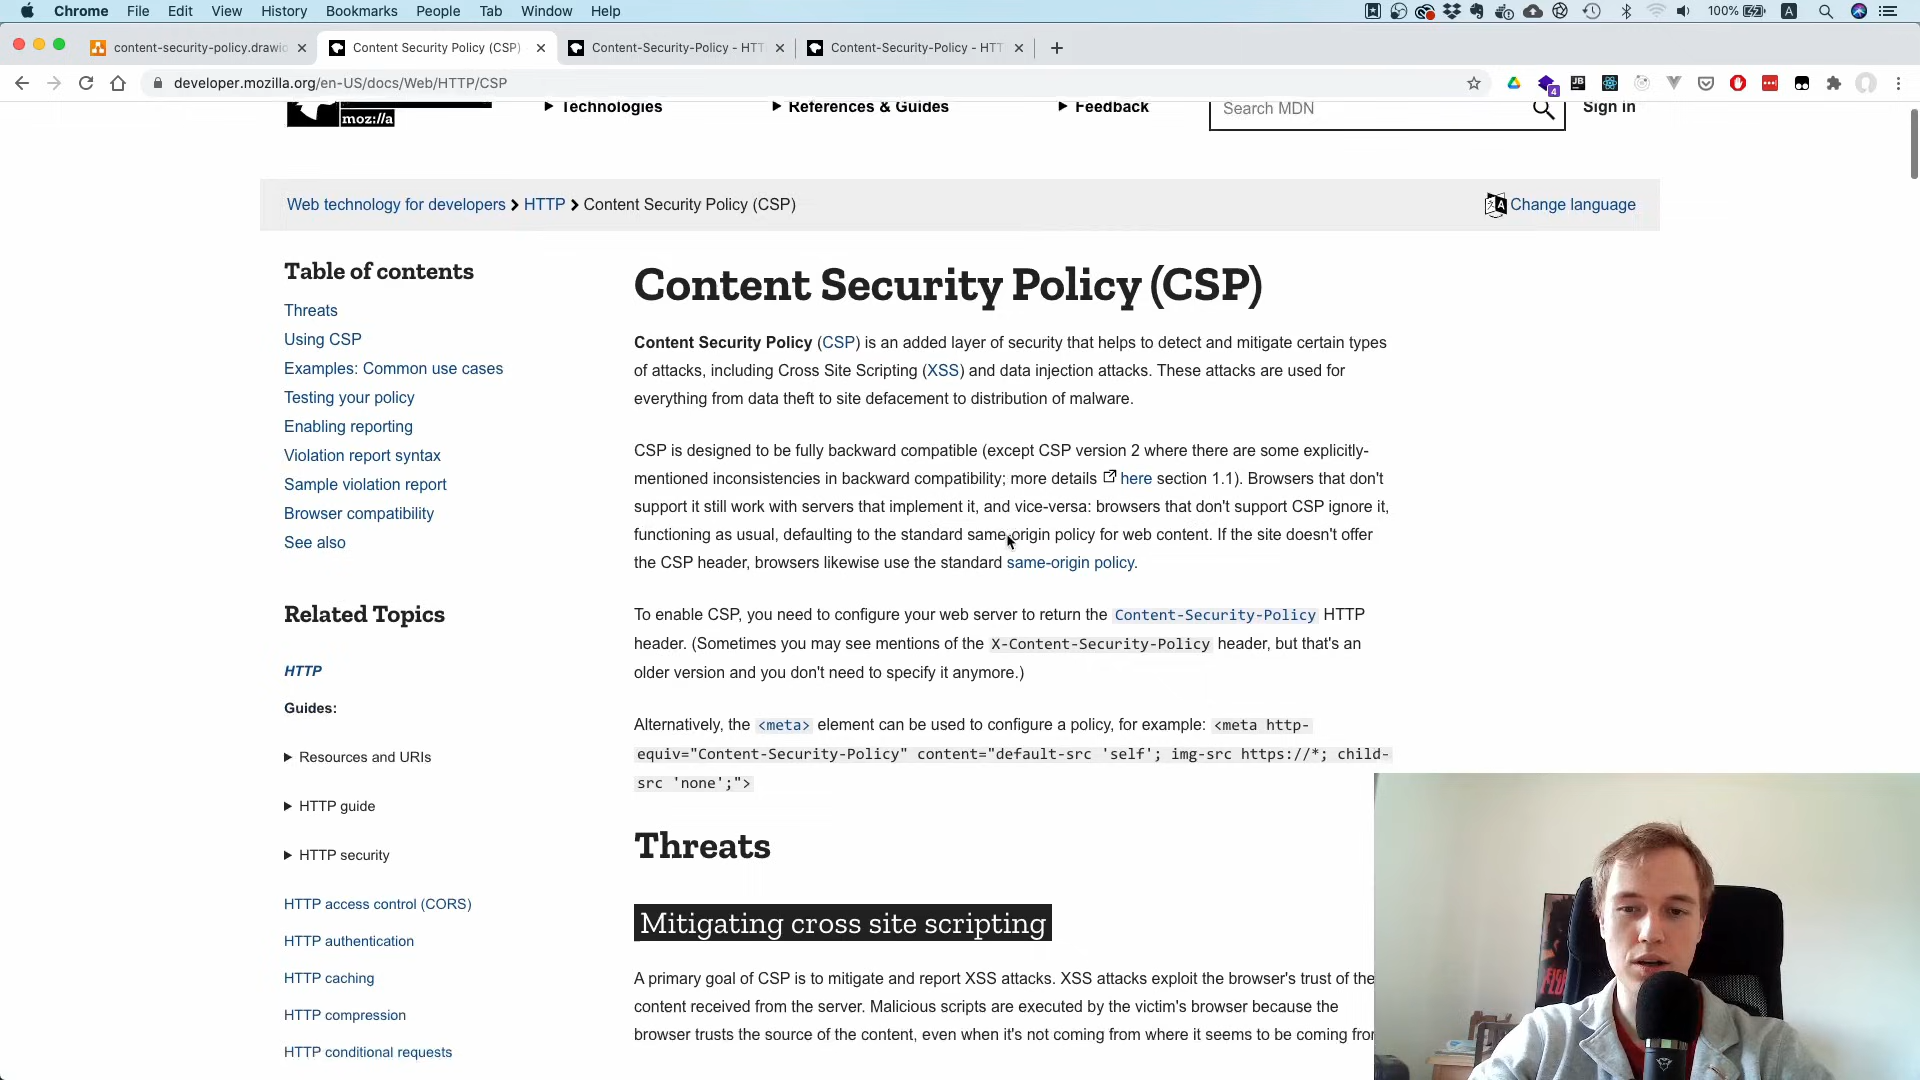 Chrome File Edit View History Bookmarks People Tab Window Help 100% A
content-security-policy.drawio Content Security Policy (CSP) Content-Security-Policy - HTT Content-Security-Policy - HTT
developer.mozilla.org/en-US/docs/Web/HTTP/CSP 4 JB
moz://a Technologies References & Guides Feedback Search MDN Sign in
Web technology for developers HTTP Content Security Policy (CSP) Change language
Table of contents
Threats
Using CSP
Examples: Common use cases
Testing your policy
Enabling reporting
Violation report syntax
Sample violation report
Browser compatibility
See also
Related Topics
HTTP
Guides:
Resources and URIs
HTTP guide
HTTP security
HTTP access control (CORS)
HTTP authentication
HTTP caching
HTTP compression
HTTP conditional requests
Content Security Policy (CSP)
Content Security Policy (CSP) is an added layer of security that helps to detect and mitigate certain types
of attacks, including Cross Site Scripting (XSS) and data injection attacks. These attacks are used for
everything from data theft to site defacement to distribution of malware.
CSP is designed to be fully backward compatible (except CSP version 2 where there are some explicitly-
mentioned inconsistencies in backward compatibility; more details here section 1.1). Browsers that don't
support it still work with servers that implement it, and vice-versa: browsers that don't support CSP ignore it,
functioning as usual, defaulting to the standard same-origin policy for web content. If the site doesn't offer
the CSP header, browsers likewise use the standard same-origin policy.
To enable CSP, you need to configure your web server to return the Content-Security-Policy HTTP
header. (Sometimes you may see mentions of the X-Content-Security-Policy header, but that's an
older version and you don't need to specify it anymore.)
Alternatively, the <meta> element can be used to configure a policy, for example: <meta http-
equiv="Content-Security-Policy" content="default-src 'self'; img-src https://*; child-
src 'none';">
Threats
Mitigating cross site scripting
A primary goal of CSP is to mitigate and report XSS attacks. XSS attacks exploit the browser's trust of the
content received from the server. Malicious scripts are executed by the victim's browser because the
browser trusts the source of the content, even when it's not coming from where it seems to be coming from